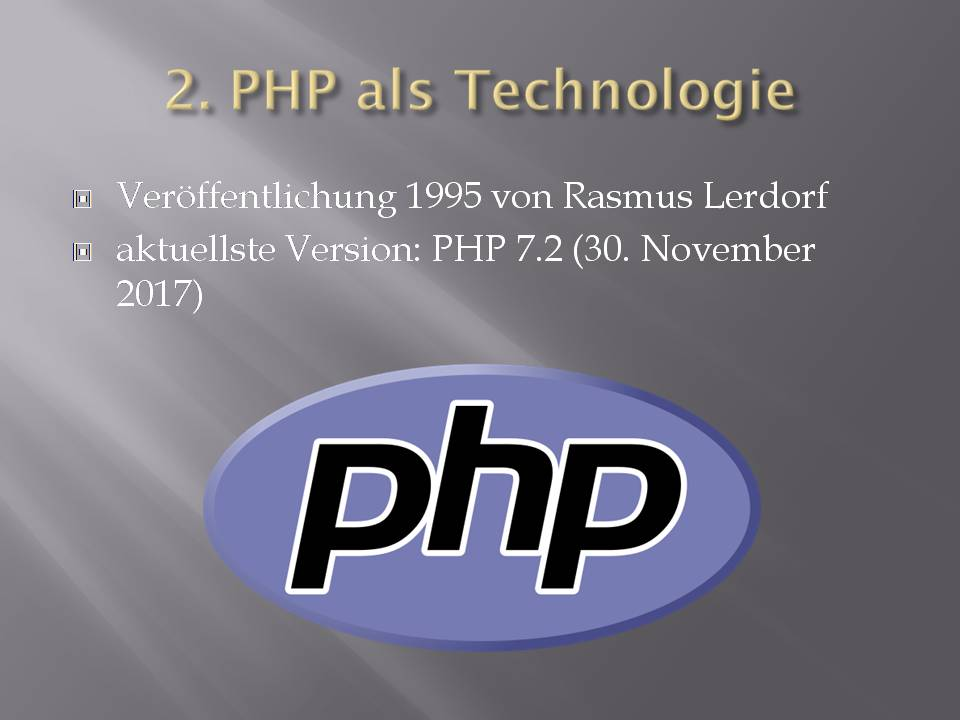 2. PHP als Technologie
Veröffentlichung 1995 von Rasmus Lerdorf
aktuellste Version: PHP 7.2 (30. November
2017)
php